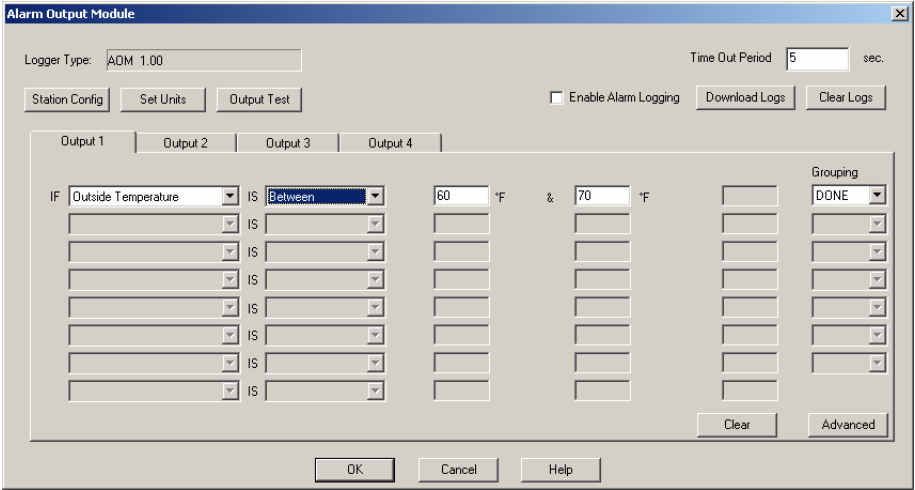 Alarm Output Module
Logger Type: AOM 1.00
Time Out Period 5 sec.
Station Config Set Units Output Test
Enable Alarm Logging Download Logs Clear Logs
Output 1 Output 2 Output 3 Output 4
Grouping
IF Outside Temperature IS Between 60 °F & 70 °F DONE
IS
IS
IS
IS
IS
IS
IS
Clear Advanced
OK Cancel Help